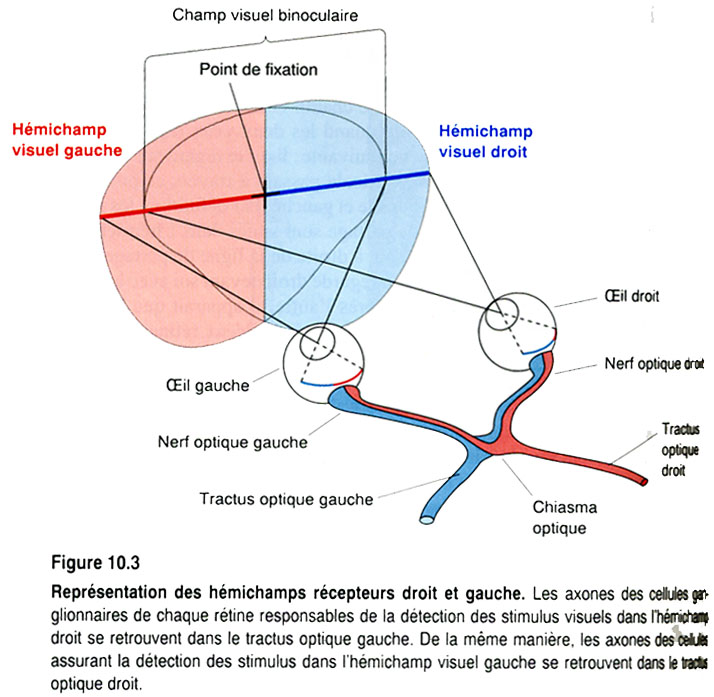 Champ visuel binoculaire
Point de fixation
Hémichamp
visuel gauche
Hémichamp
visuel droit
Œil droit
Œil gauche
Nerf optique droit
Nerf optique gauche
Tractus
optique
droit
Tractus optique gauche
Chiasma
optique
Figure 10.3
Représentation des hémichamps récepteurs droit et gauche. Les axones des cellules gan-
glionnaires de chaque rétine responsables de la détection des stimulus visuels dans l'hémichamp
droit se retrouvent dans le tractus optique gauche. De la même manière, les axones des cellules
assurant la détection des stimulus dans l'hémichamp visuel gauche se retrouvent dans le tractus
optique droit.